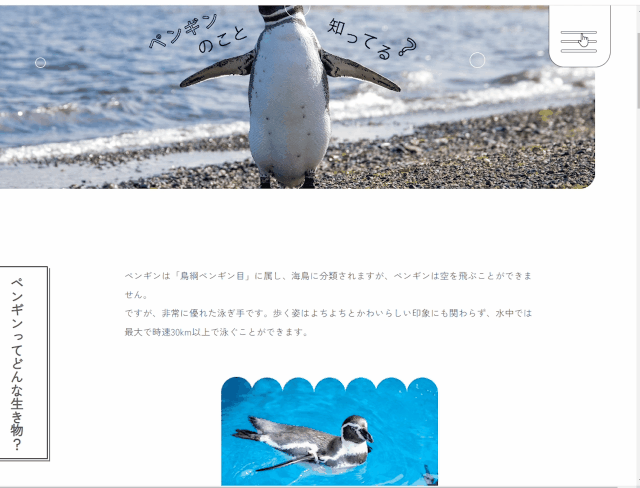 ペンギン
のこと
知ってる?
ペンギンは「鳥綱ペンギン目」に属し、海鳥に分類されますが、ペンギンは空を飛ぶことができま
せん。
ですが、非常に優れた泳ぎ手です。歩く姿はよちよちとかわいらしい印象にも関わらず、水中では
最大で時速30km以上で泳ぐことができます。
ペンギンってどんな生き物？